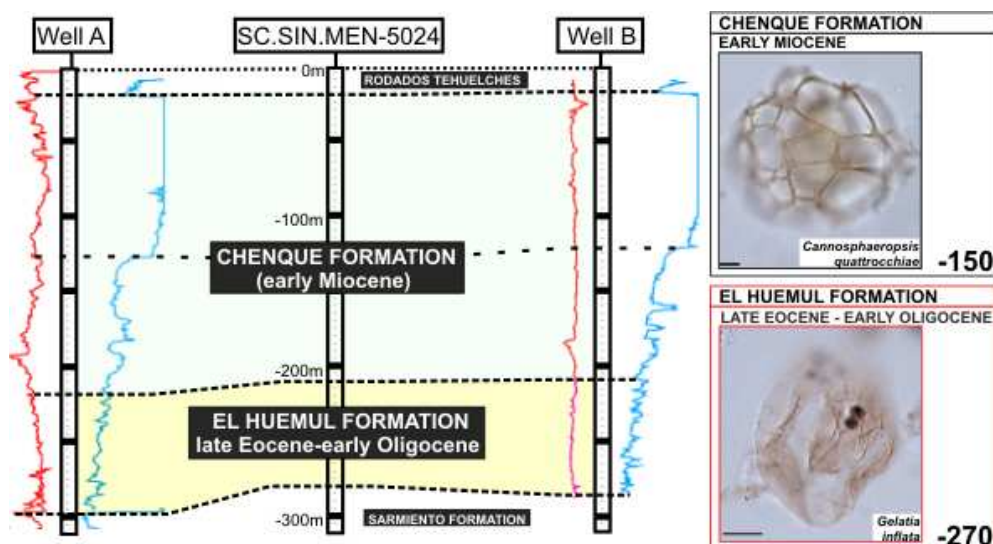 Well A
SC.SIN.MEN-5024
Well B
0m
RODADOS TEHUELCHES
-100m
CHENQUE FORMATION
(early Miocene)
-200m
EL HUEMUL FORMATION
late Eocene-early Oligocene
-300m
SARMIENTO FORMATION
CHENQUE FORMATION
EARLY MIOCENE
Cannosphaeropsis
quattrocchiae
-150
EL HUEMUL FORMATION
LATE EOCENE - EARLY OLIGOCENE
Gelatia
inflata
-270